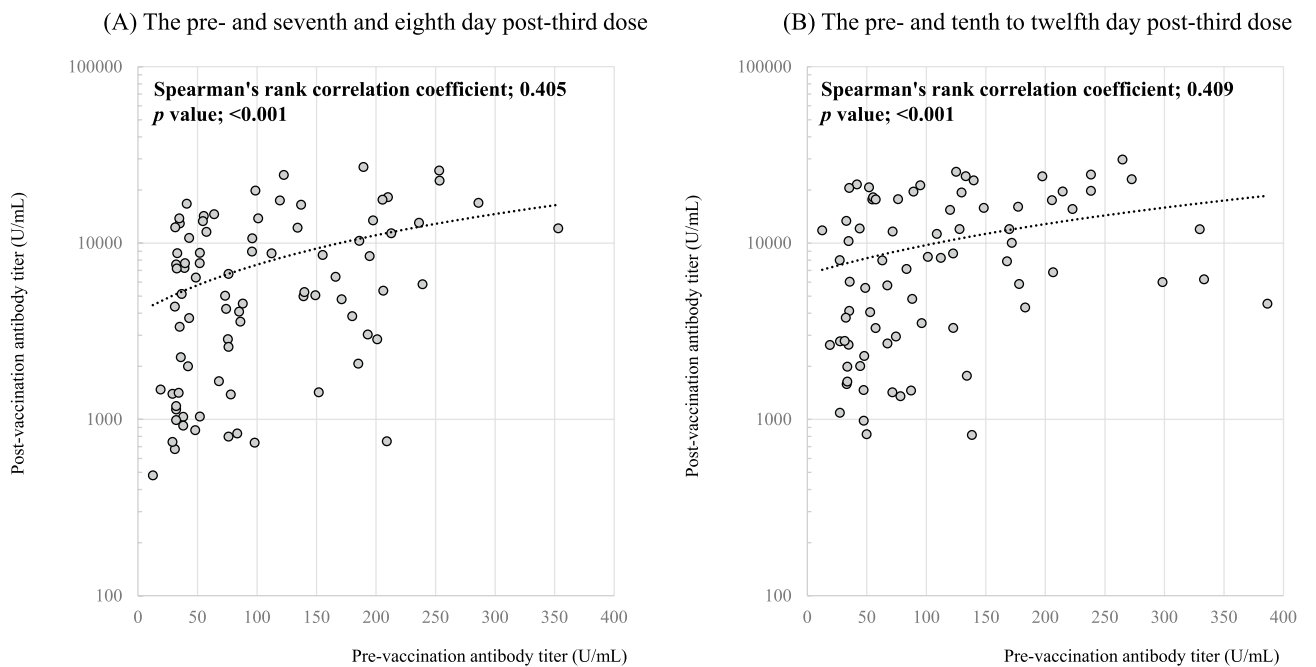 (A) The pre- and seventh and eighth day post-third dose
100000
10000
1000
100
Spearman's rank correlation coefficient; 0.405
p value; <0.001
Post-vaccination antibody titer (U/mL)
0 50 100 150 200 250 300 350 400
Pre-vaccination antibody titer (U/mL)
(B) The pre- and tenth to twelfth day post-third dose
100000
10000
1000
100
Spearman's rank correlation coefficient; 0.409
p value; <0.001
Post-vaccination antibody titer (U/mL)
0 50 100 150 200 250 300 350 400
Pre-vaccination antibody titer (U/mL)